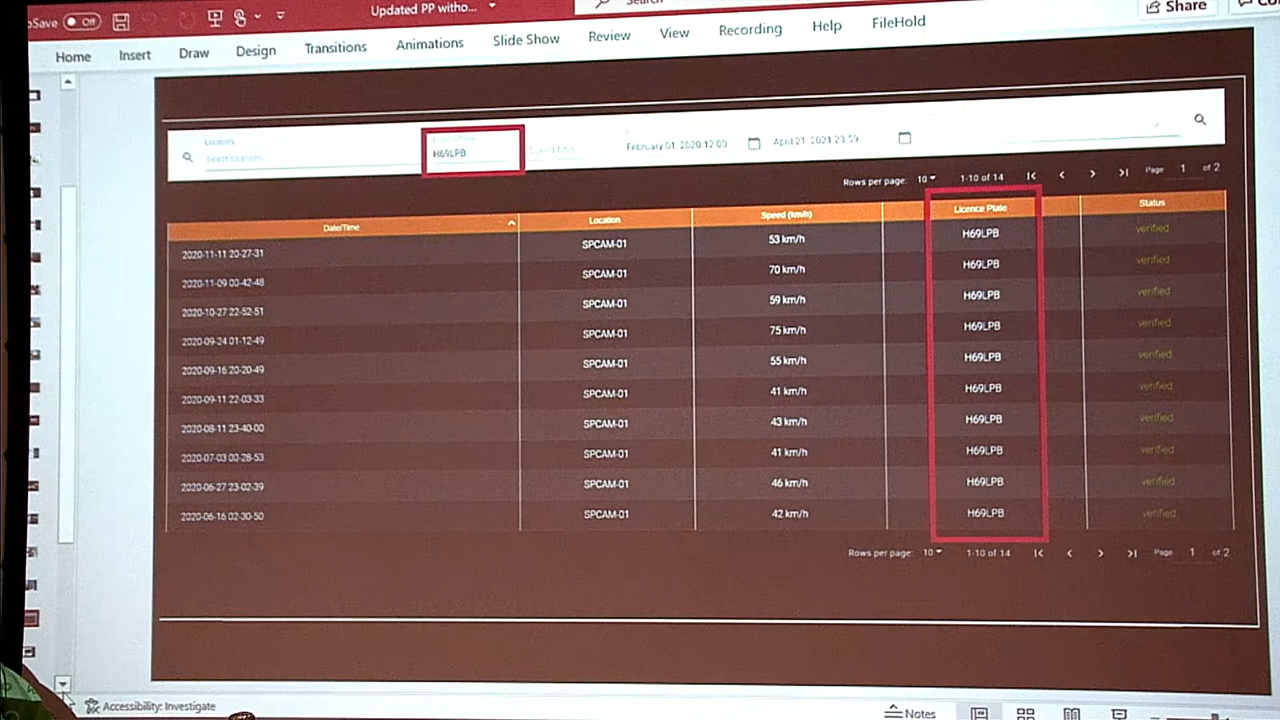 Save Off Updated PP witho... Search Share
Home Insert Draw Design Transitions Animations Slide Show Review View Recording Help FileHold
Locations
Select locations
H69LPB
Speed Filter
February 01, 2020 12:00
April 21, 2021 23:59
Rows per page: 10 1-10 of 14 Page 1 of 2
Date/Time Location Speed (km/h) Licence Plate Status
2020-11-11 20-27-31 SPCAM-01 53 km/h H69LPB verified
2020-11-09 00-42-48 SPCAM-01 70 km/h H69LPB verified
2020-10-27 22-52-51 SPCAM-01 59 km/h H69LPB verified
2020-09-24 01-12-49 SPCAM-01 75 km/h H69LPB verified
2020-09-16 20-20-49 SPCAM-01 55 km/h H69LPB verified
2020-09-11 22-03-33 SPCAM-01 41 km/h H69LPB verified
2020-08-11 23-40-00 SPCAM-01 43 km/h H69LPB verified
2020-07-03 00-28-53 SPCAM-01 41 km/h H69LPB verified
2020-06-27 23-02-39 SPCAM-01 46 km/h H69LPB verified
2020-06-16 02-30-50 SPCAM-01 42 km/h H69LPB verified
Rows per page: 10 1-10 of 14 Page 1 of 2
Accessibility: Investigate Notes